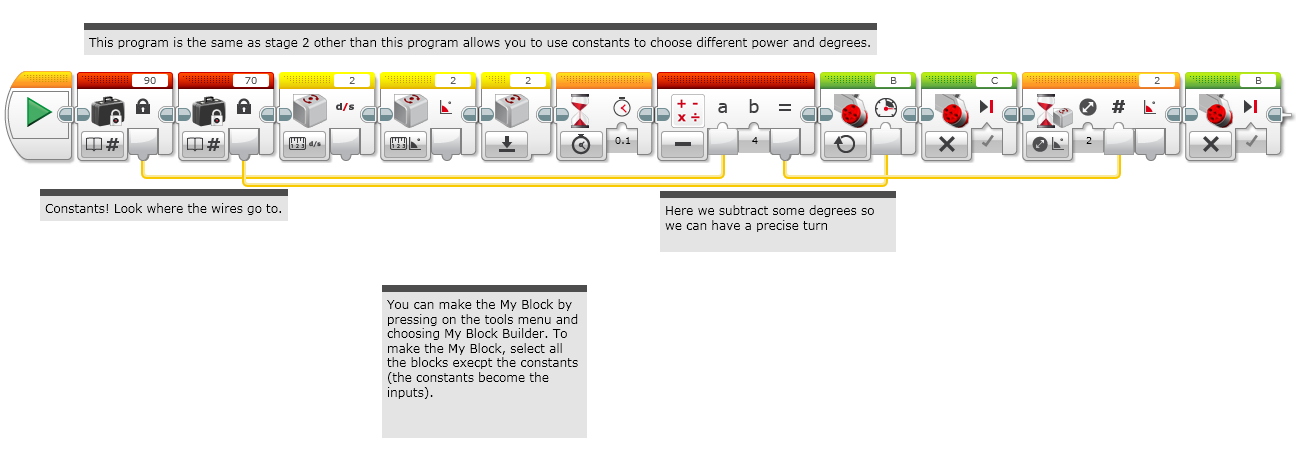 This program is the same as stage 2 other than this program allows you to use constants to choose different power and degrees.
90 70 2 2 2 B C 2 B
d/s a b = #
+ -
x ÷
# # 123 d/s 123 0.1 4 2
Constants! Look where the wires go to.
Here we subtract some degrees so
we can have a precise turn
You can make the My Block by
pressing on the tools menu and
choosing My Block Builder. To
make the My Block, select all
the blocks execpt the constants
(the constants become the
inputs).